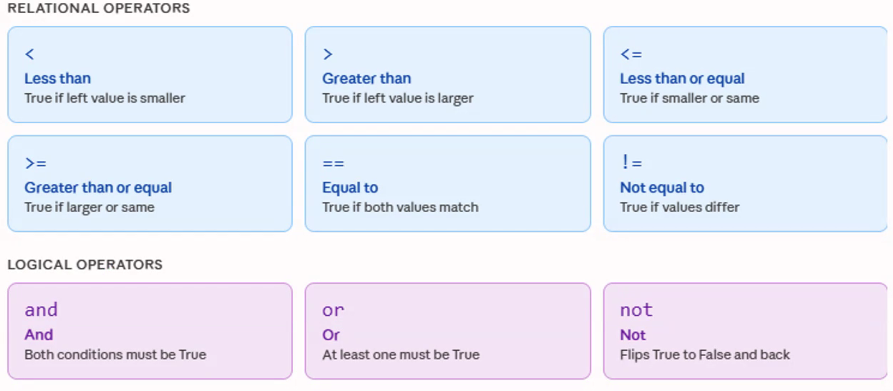 RELATIONAL OPERATORS
<
Less than
True if left value is smaller
>
Greater than
True if left value is larger
<=
Less than or equal
True if smaller or same
>=
Greater than or equal
True if larger or same
==
Equal to
True if both values match
!=
Not equal to
True if values differ
LOGICAL OPERATORS
and
And
Both conditions must be True
or
Or
At least one must be True
not
Not
Flips True to False and back